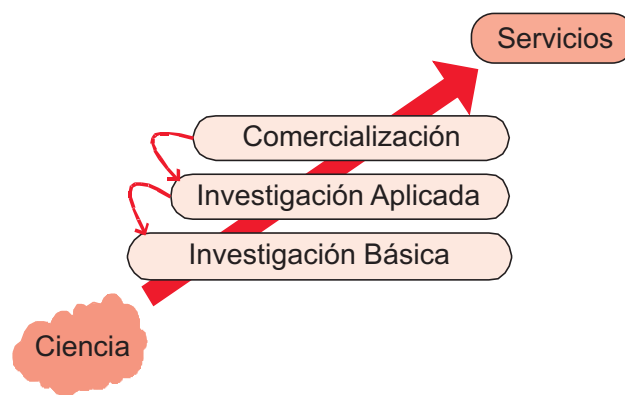 Servicios
Comercialización
Investigación Aplicada
Investigación Básica
Ciencia